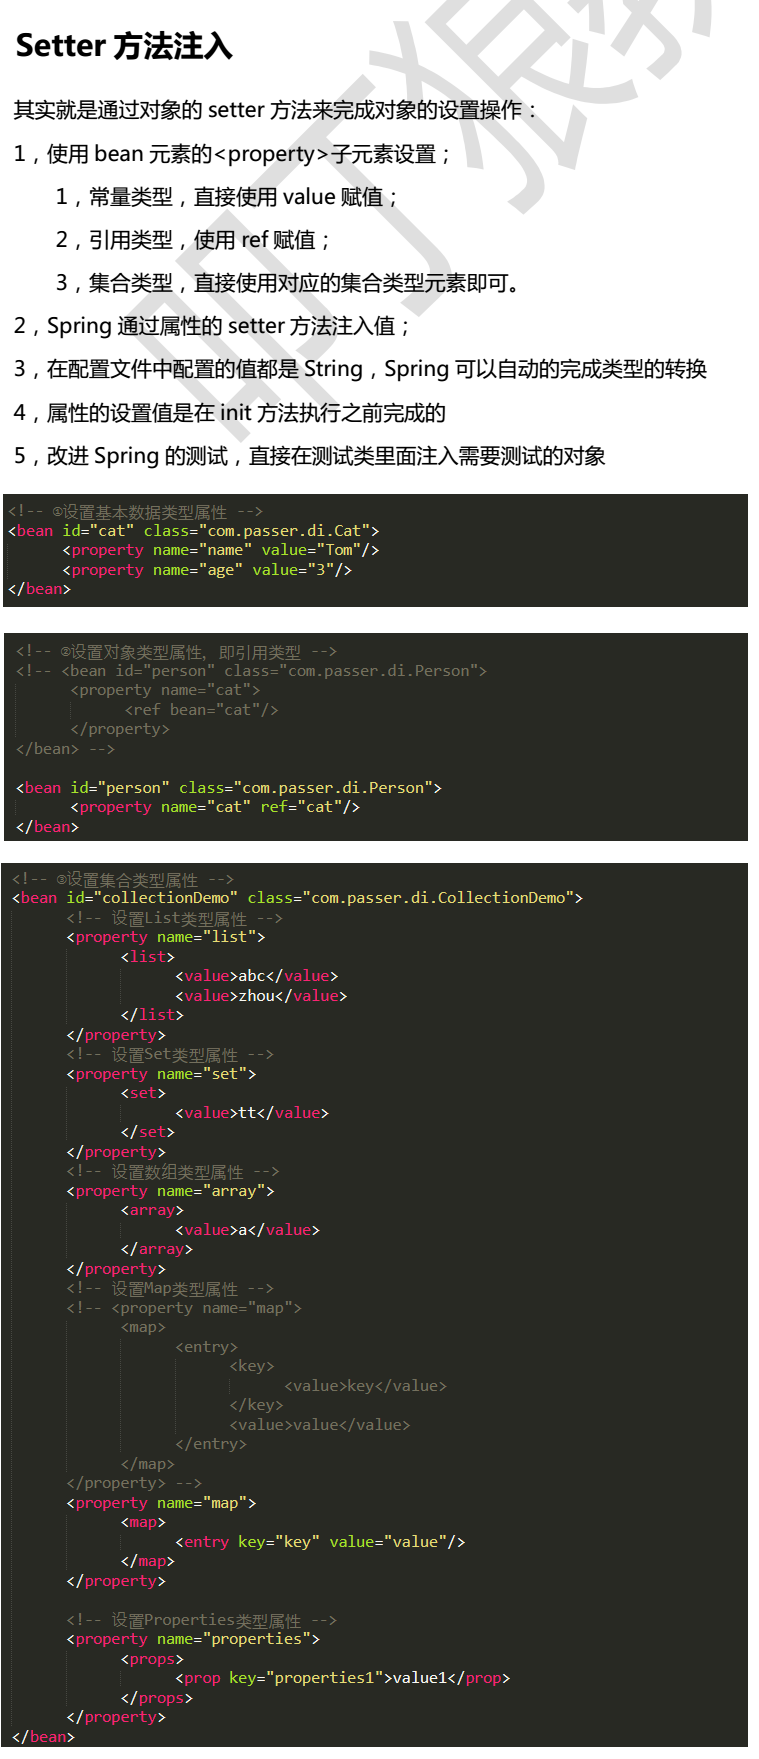 Setter 方法注入
其实就是通过对象的 setter 方法来完成对象的设置操作：
1，使用 bean 元素的<property>子元素设置；
1，常量类型，直接使用 value 赋值；
2，引用类型，使用 ref 赋值；
3，集合类型，直接使用对应的集合类型元素即可。
2，Spring 通过属性的 setter 方法注入值；
3，在配置文件中配置的值都是 String，Spring 可以自动的完成类型的转换
4，属性的设置值是在 init 方法执行之前完成的
5，改进 Spring 的测试，直接在测试类里面注入需要测试的对象
<!-- ①设置基本数据类型属性 -->
<bean id="cat" class="com.passer.di.Cat">
<property name="name" value="Tom"/>
<property name="age" value="3"/>
</bean>
<!-- ②设置对象类型属性，即引用类型 -->
<!-- <bean id="person" class="com.passer.di.Person">
<property name="cat">
<ref bean="cat"/>
</property>
</bean> -->
<bean id="person" class="com.passer.di.Person">
<property name="cat" ref="cat"/>
</bean>
<!-- ③设置集合类型属性 -->
<bean id="collectionDemo" class="com.passer.di.CollectionDemo">
<!-- 设置List类型属性 -->
<property name="list">
<list>
<value>abc</value>
<value>zhou</value>
</list>
</property>
<!-- 设置Set类型属性 -->
<property name="set">
<set>
<value>tt</value>
</set>
</property>
<!-- 设置数组类型属性 -->
<property name="array">
<array>
<value>a</value>
</array>
</property>
<!-- 设置Map类型属性 -->
<!-- <property name="map">
<map>
<entry>
<key>
<value>key</value>
</key>
<value>value</value>
</entry>
</map>
</property> -->
<property name="map">
<map>
<entry key="key" value="value"/>
</map>
</property>
<!-- 设置Properties类型属性 -->
<property name="properties">
<props>
<prop key="properties1">value1</prop>
</props>
</property>
</bean>
叩丁狼